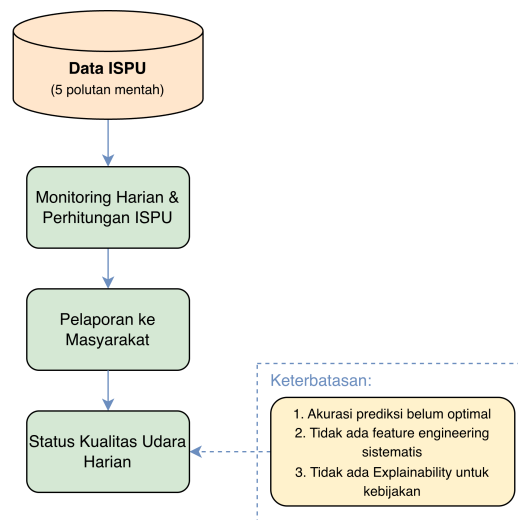 Data ISPU
(5 polutan mentah)
Monitoring Harian &
Perhitungan ISPU
Pelaporan ke
Masyarakat
Status Kualitas Udara
Harian
Keterbatasan:
1. Akurasi prediksi belum optimal
2. Tidak ada feature engineering
sistematis
3. Tidak ada Explainability untuk
kebijakan